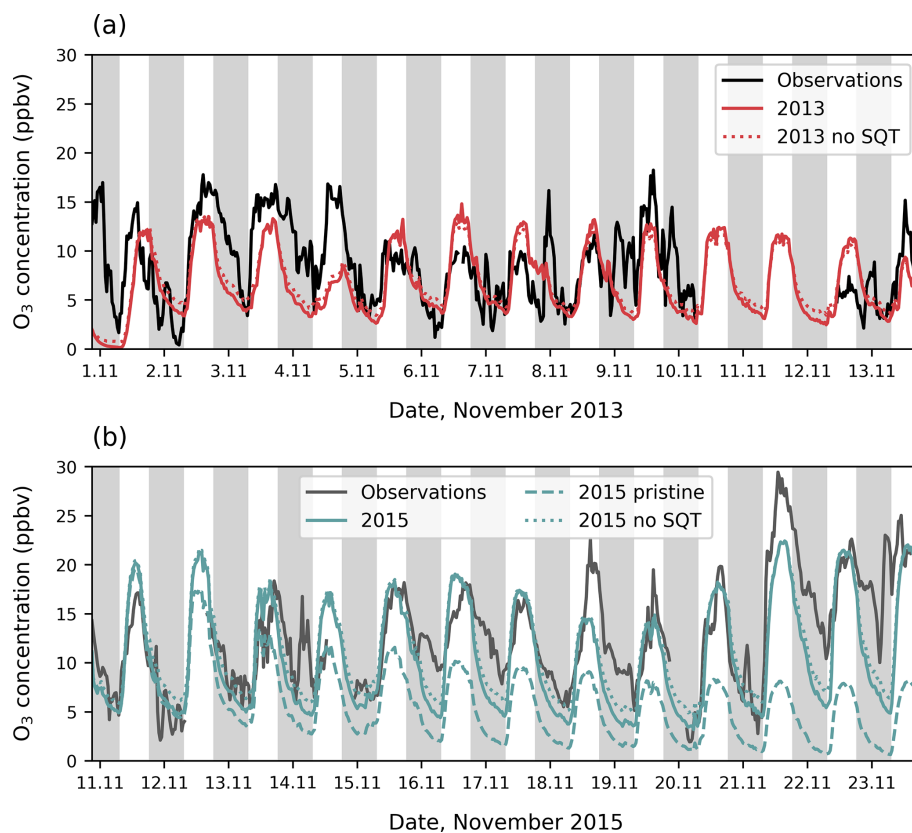 (a)
O₃ concentration (ppbv)
30
25
20
15
10
5
0
Observations
2013
2013 no SQT
1.11 2.11 3.11 4.11 5.11 6.11 7.11 8.11 9.11 10.11 11.11 12.11 13.11
Date, November 2013
(b)
O₃ concentration (ppbv)
30
25
20
15
10
5
0
Observations
2015
2015 pristine
2015 no SQT
11.11 12.11 13.11 14.11 15.11 16.11 17.11 18.11 19.11 20.11 21.11 22.11 23.11
Date, November 2015